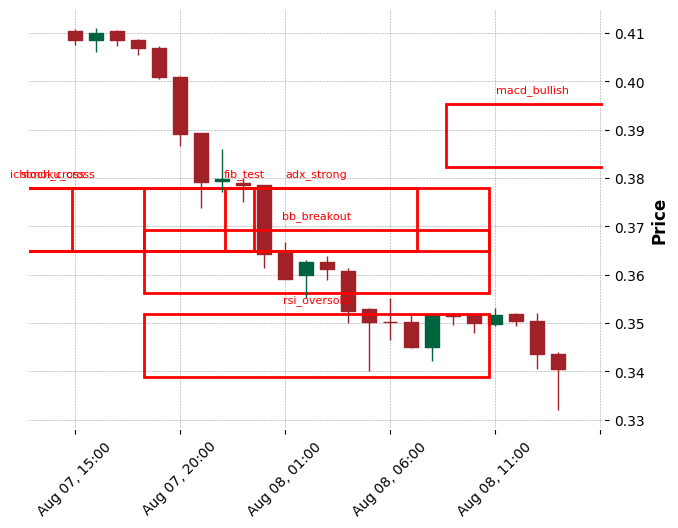 0.41
0.40
macd_bullish
0.39
0.38
fib_test
adx_strong
0.37
bb_breakout
Price
0.36
rsi_oversold
0.35
0.34
0.33
Aug 07, 15:00
Aug 07, 20:00
Aug 08, 01:00
Aug 08, 06:00
Aug 08, 11:00